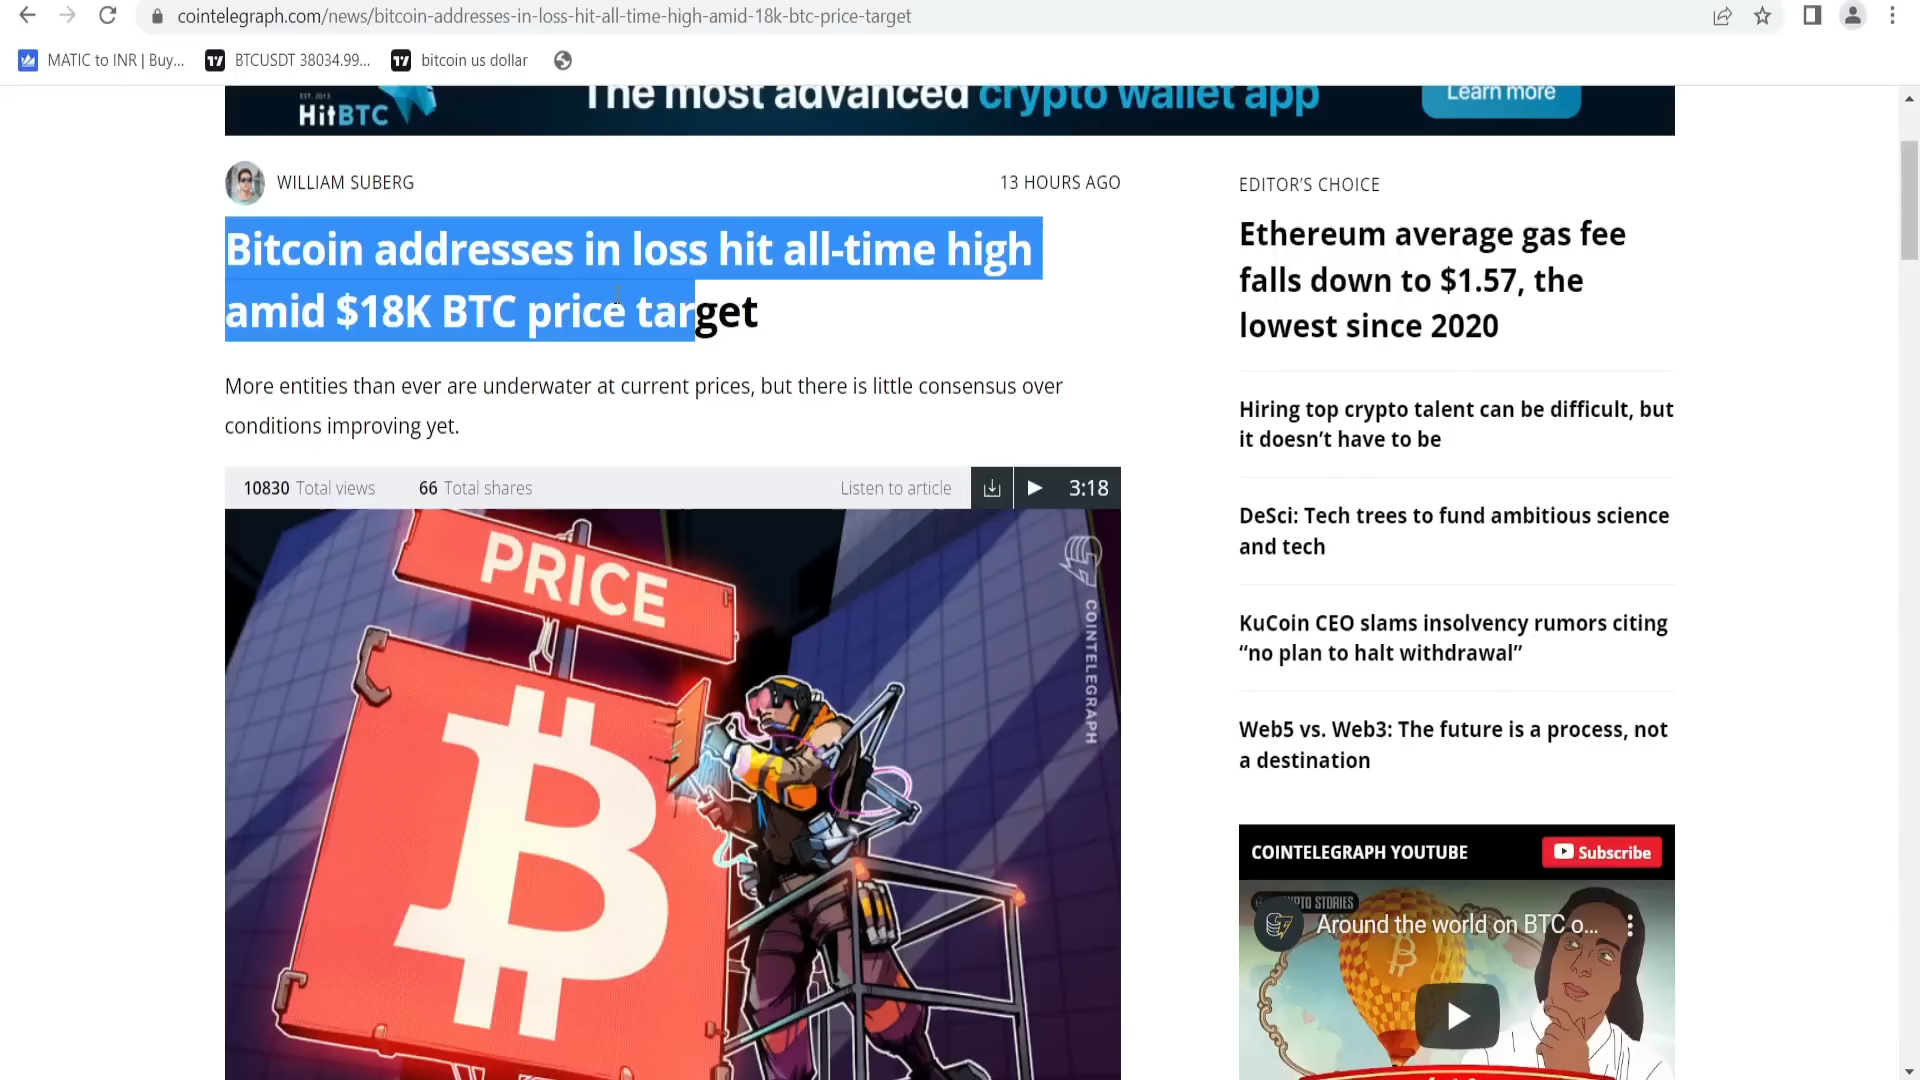 cointelegraph.com/news/bitcoin-addresses-in-loss-hit-all-time-high-amid-18k-btc-price-target
MATIC to INR | Buy...
BTCUSDT 38034.99...
bitcoin us dollar
EST. 2013
HitBTC
The most advanced crypto wallet app
Learn more
WILLIAM SUBERG
13 HOURS AGO
Bitcoin addresses in loss hit all-time high
amid $18K BTC price target
More entities than ever are underwater at current prices, but there is little consensus over
conditions improving yet.
10830 Total views
66 Total shares
Listen to article
3:18
PRICE
COINTELEGRAPH
EDITOR'S CHOICE
Ethereum average gas fee
falls down to $1.57, the
lowest since 2020
Hiring top crypto talent can be difficult, but
it doesn’t have to be
DeSci: Tech trees to fund ambitious science
and tech
KuCoin CEO slams insolvency rumors citing
“no plan to halt withdrawal”
Web5 vs. Web3: The future is a process, not
a destination
COINTELEGRAPH YOUTUBE
Subscribe
STORIES
Around the world on BTC o...